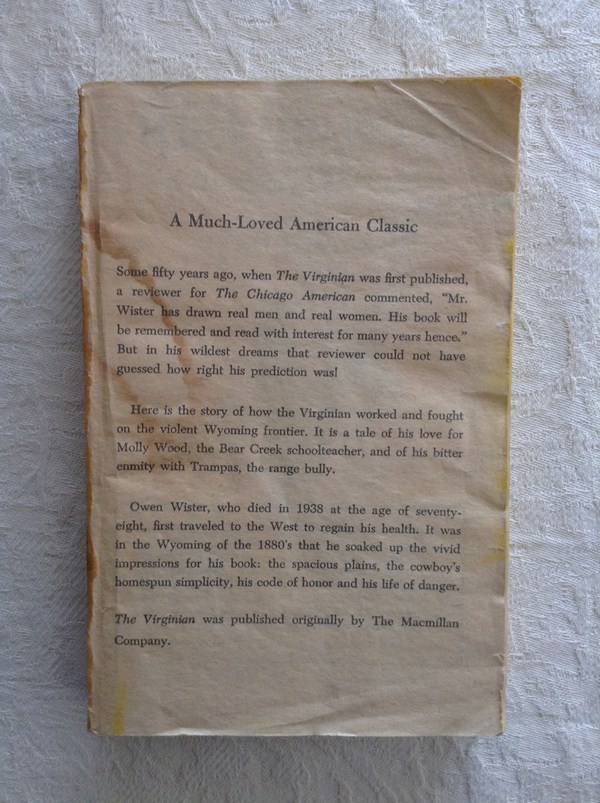 A Much-Loved American Classic
Some fifty years ago, when The Virginian was first published,
a reviewer for The Chicago American commented, “Mr.
Wister has drawn real men and real women. His book will
be remembered and read with interest for many years hence.”
But in his wildest dreams that reviewer could not have
guessed how right his prediction was!
Here is the story of how the Virginian worked and fought
on the violent Wyoming frontier. It is a tale of his love for
Molly Wood, the Bear Creek schoolteacher, and of his bitter
enmity with Trampas, the range bully.
Owen Wister, who died in 1938 at the age of seventy-
eight, first traveled to the West to regain his health. It was
in the Wyoming of the 1880's that he soaked up the vivid
impressions for his book: the spacious plains, the cowboy's
homespun simplicity, his code of honor and his life of danger.
The Virginian was published originally by The Macmillan
Company.